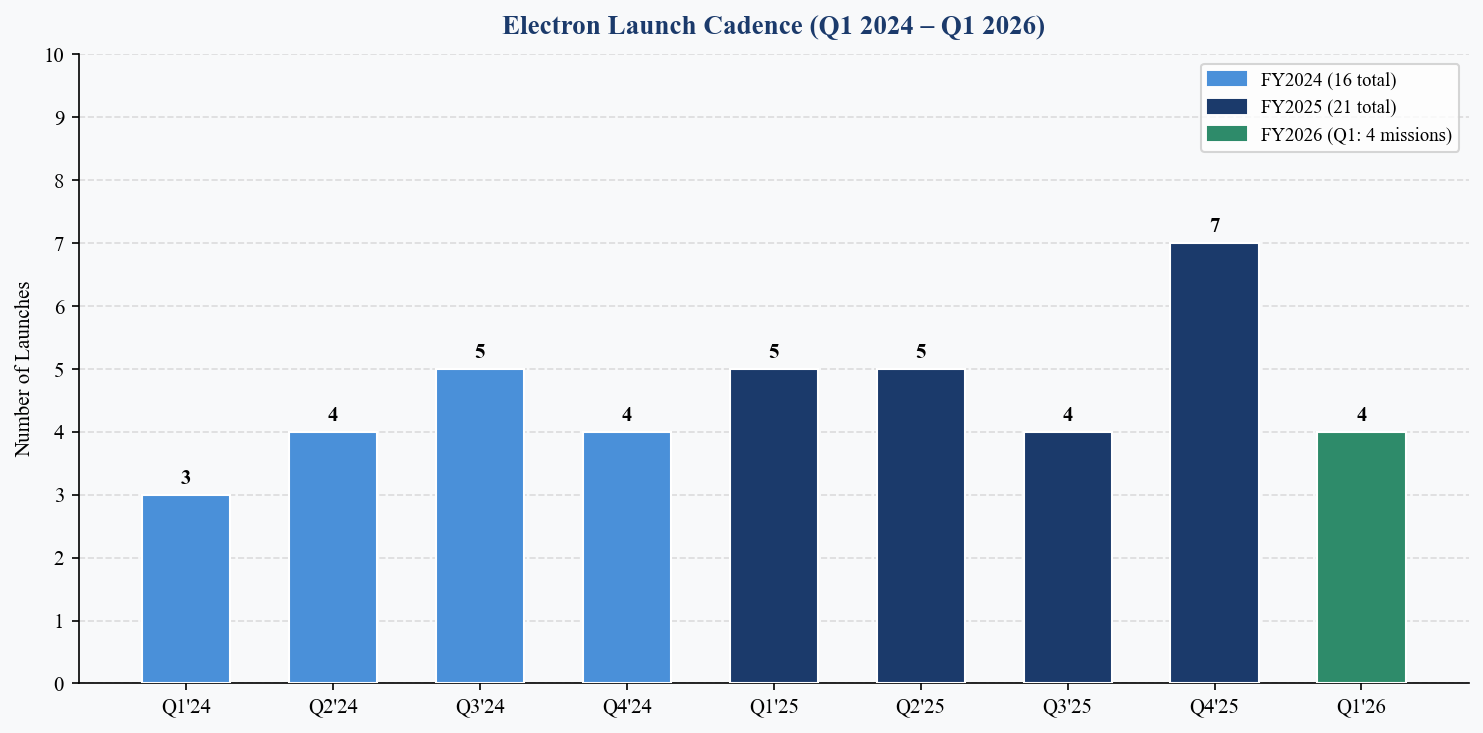 Electron Launch Cadence (Q1 2024 – Q1 2026)
FY2024 (16 total)
FY2025 (21 total)
FY2026 (Q1: 4 missions)
Number of Launches
10
9
8
7
6
5
4
3
2
1
0
3
4
5
4
5
5
4
7
4
Q1'24
Q2'24
Q3'24
Q4'24
Q1'25
Q2'25
Q3'25
Q4'25
Q1'26